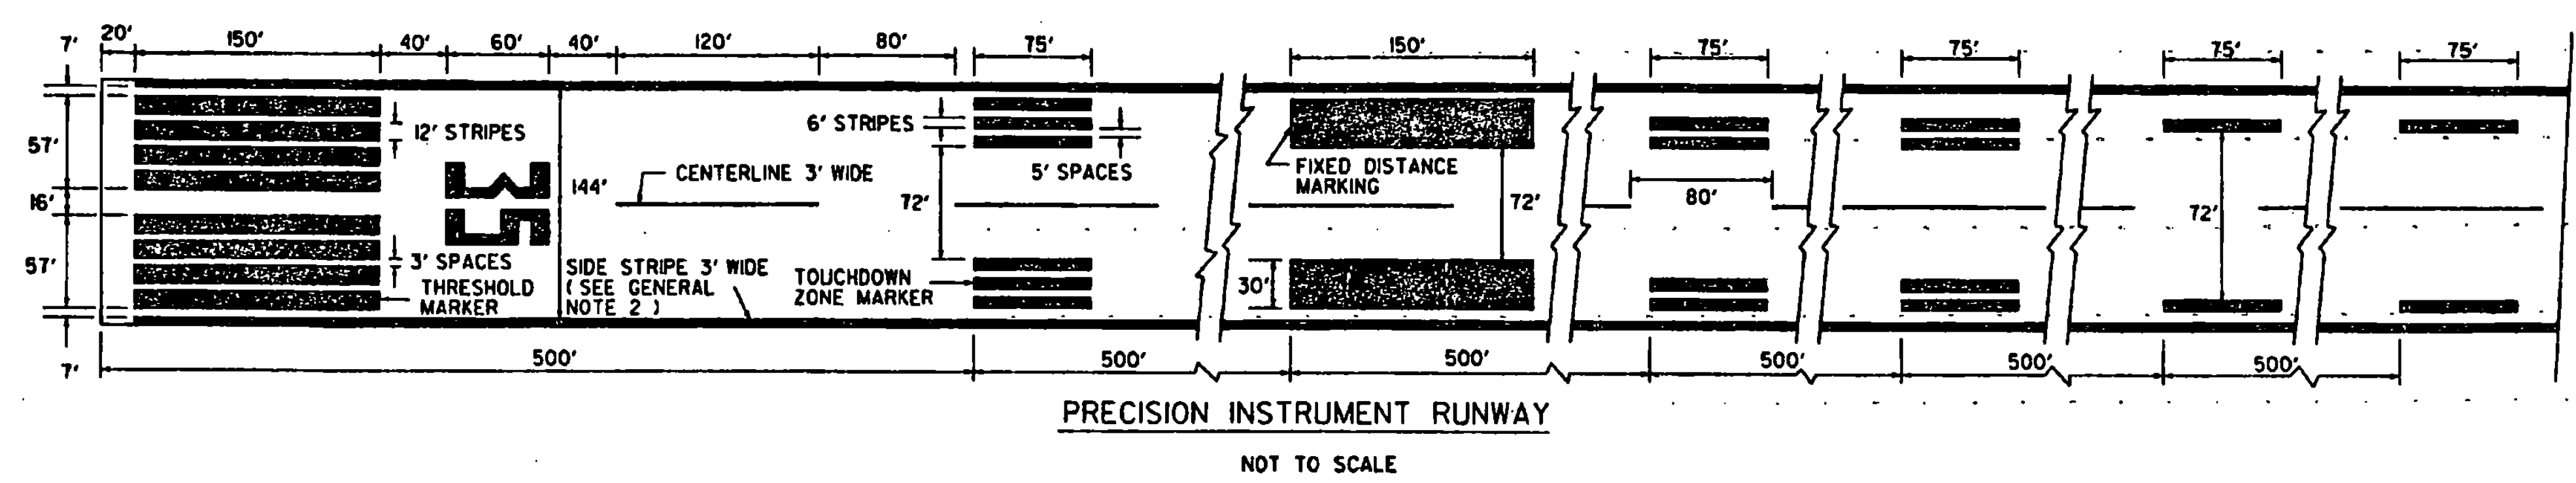 7' 20' 150' 40' 60' 40' 120' 80' 75' 150' 75' 75' 75' 75'
57'
16'
57'
7'
12' STRIPES
3' SPACES
THRESHOLD
MARKER
144'
CENTERLINE 3' WIDE
SIDE STRIPE 3' WIDE
( SEE GENERAL
NOTE 2 )
6' STRIPES
5' SPACES
72'
TOUCHDOWN
ZONE MARKER
FIXED DISTANCE
MARKING
72'
30'
80'
72'
500' 500' 500' 500' 500' 500'
PRECISION INSTRUMENT RUNWAY
NOT TO SCALE